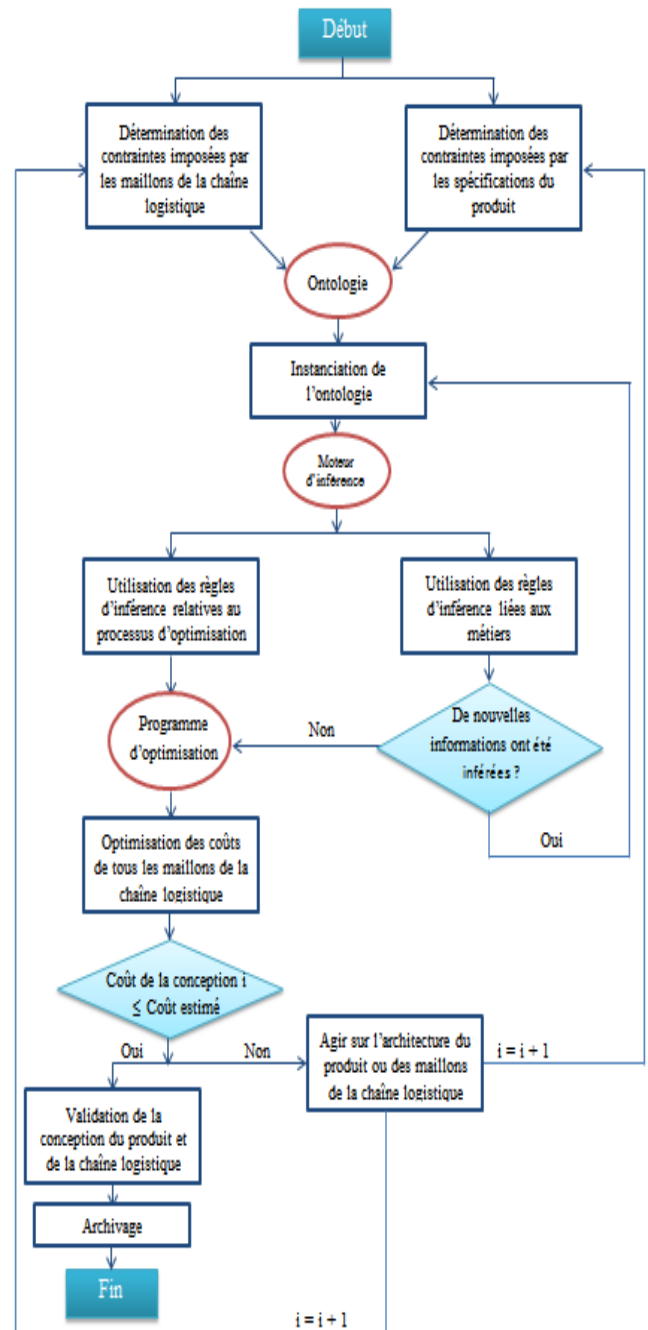 Début
Détermination des
contraintes imposées par
les maillons de la chaîne
logistique
Détermination des
contraintes imposées par
les spécifications du
produit
Ontologie
Instanciation de
l'ontologie
Moteur
d'inférence
Utilisation des règles
d'inférence relatives au
processus d'optimisation
Utilisation des règles
d'inférence liées aux
métiers
Programme
d'optimisation
Non
De nouvelles
informations ont été
inférées ?
Oui
Optimisation des coûts
de tous les maillons de la
chaîne logistique
Coût de la conception i
≤ Coût estimé
Oui
Non
Agir sur l'architecture du
produit ou des maillons
de la chaîne logistique
i = i + 1
Validation de la
conception du produit et
de la chaîne logistique
Archivage
Fin
i = i + 1